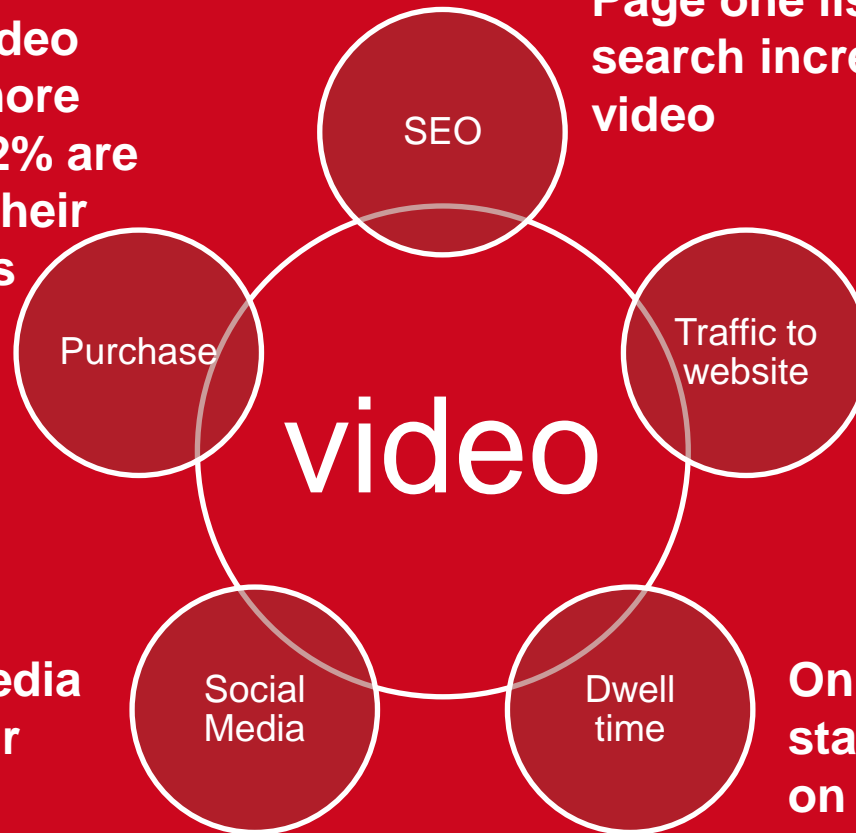 deo
more
2% are
heir
s
Page one lis
search incre
video
SEO
Purchase
Traffic to
website
video
edia
r
Social
Media
Dwell
time
On
sta
on